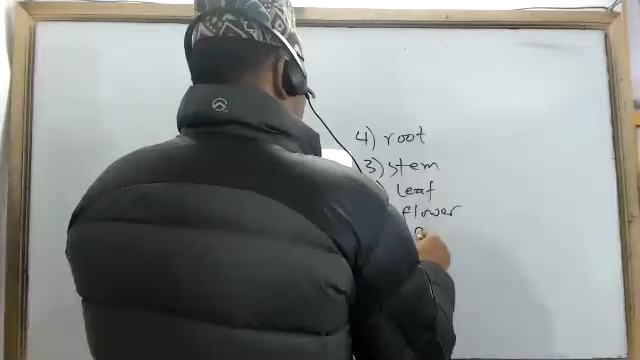 4) root
3) stem
) leaf
flower